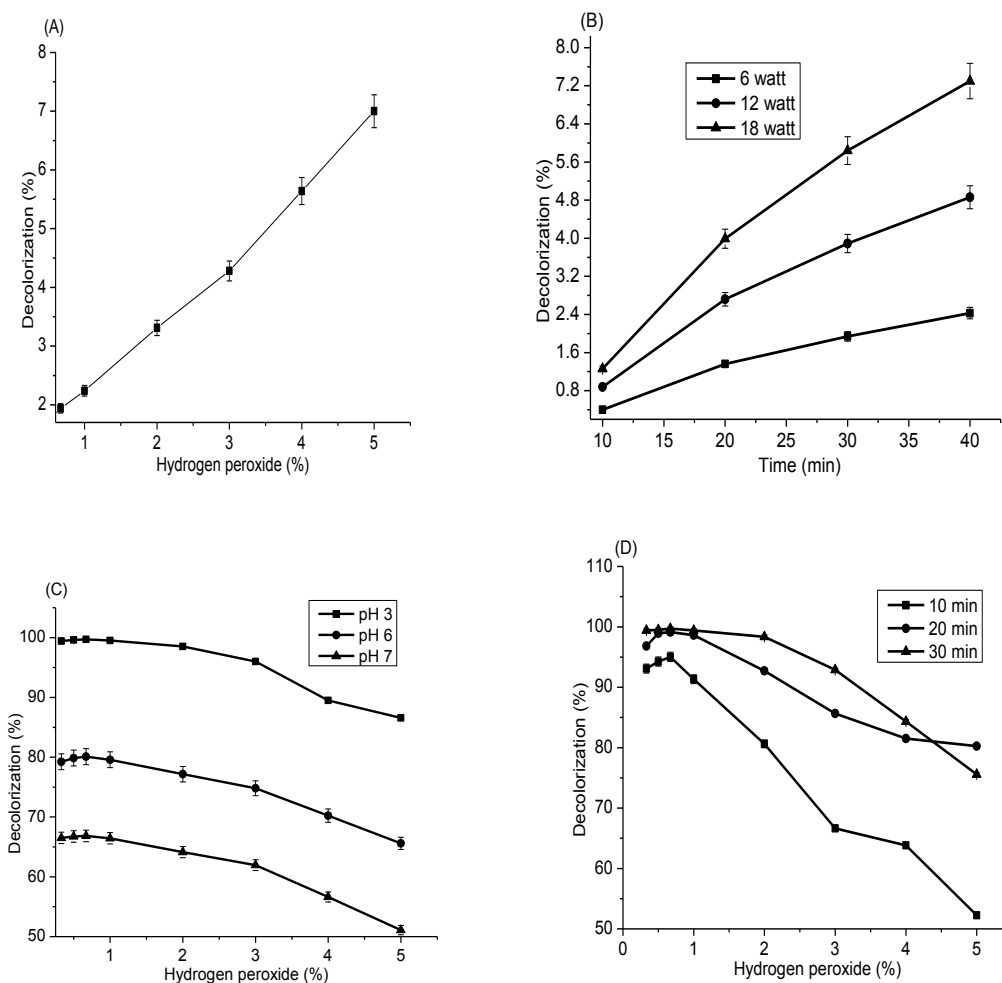 (A)
8
7
6
5
4
3
2
Decolorization (%)
1 2 3 4 5
Hydrogen peroxide (%)
(B)
8.0
7.2
6.4
5.6
4.8
4.0
3.2
2.4
1.6
0.8
Decolorization (%)
6 watt
12 watt
18 watt
10 15 20 25 30 35 40
Time (min)
(C)
100
90
80
70
60
50
Decolorization (%)
pH 3
pH 6
pH 7
1 2 3 4 5
Hydrogen peroxide (%)
(D)
110
100
90
80
70
60
50
Decolorization (%)
10 min
20 min
30 min
0 1 2 3 4 5
Hydrogen peroxide (%)